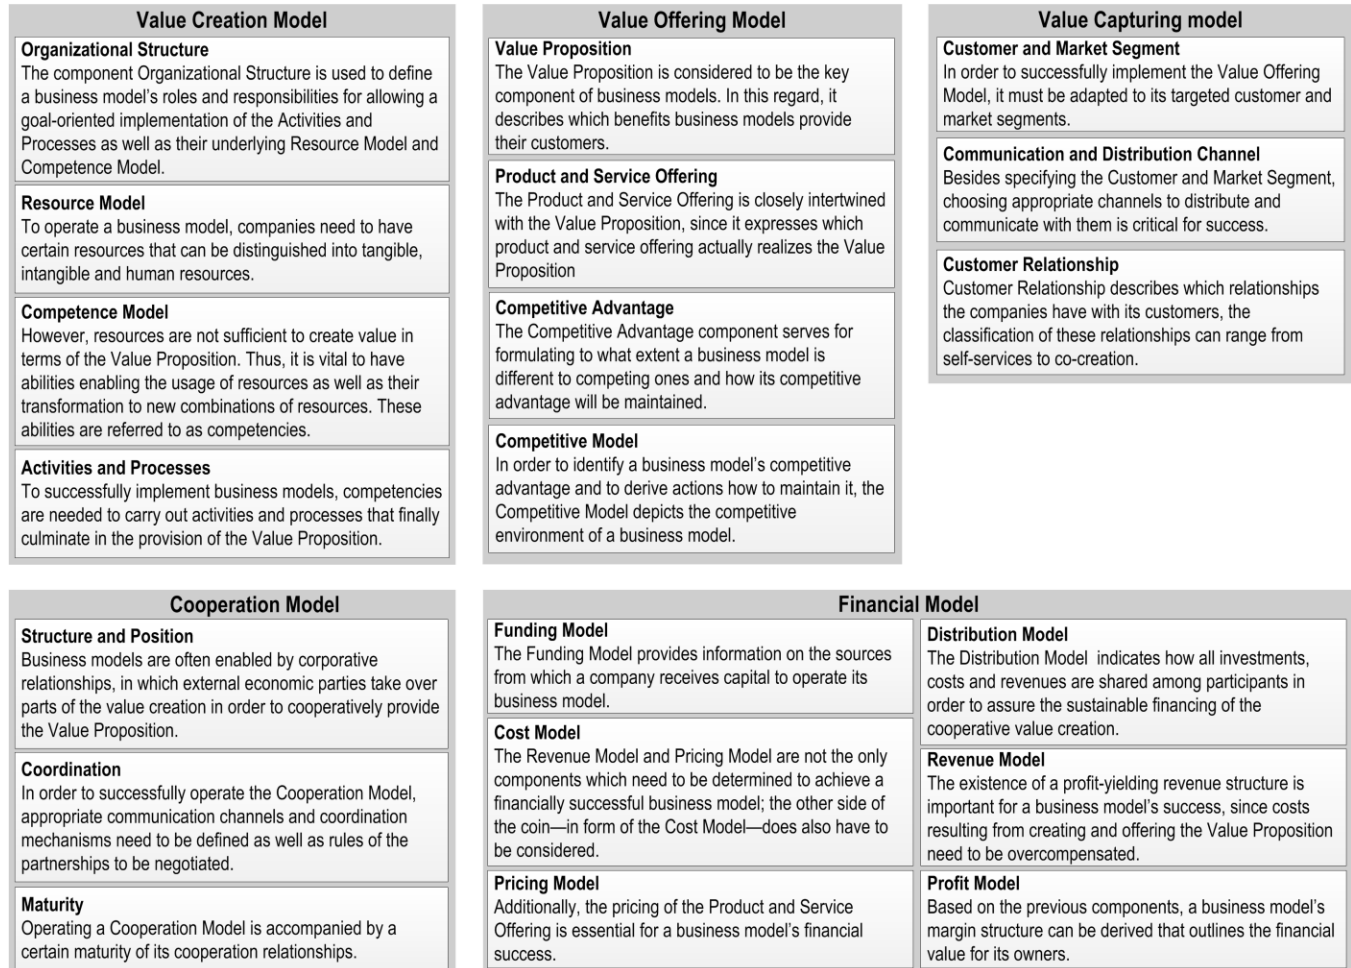 Value Creation Model
Organizational Structure
The component Organizational Structure is used to define
a business model's roles and responsibilities for allowing a
goal-oriented implementation of the Activities and
Processes as well as their underlying Resource Model and
Competence Model.
Resource Model
To operate a business model, companies need to have
certain resources that can be distinguished into tangible,
intangible and human resources.
Competence Model
However, resources are not sufficient to create value in
terms of the Value Proposition. Thus, it is vital to have
abilities enabling the usage of resources as well as their
transformation to new combinations of resources. These
abilities are referred to as competencies.
Activities and Processes
To successfully implement business models, competencies
are needed to carry out activities and processes that finally
culminate in the provision of the Value Proposition.
Value Offering Model
Value Proposition
The Value Proposition is considered to be the key
component of business models. In this regard, it
describes which benefits business models provide
their customers.
Product and Service Offering
The Product and Service Offering is closely intertwined
with the Value Proposition, since it expresses which
product and service offering actually realizes the Value
Proposition
Competitive Advantage
The Competitive Advantage component serves for
formulating to what extent a business model is
different to competing ones and how its competitive
advantage will be maintained.
Competitive Model
In order to identify a business model's competitive
advantage and to derive actions how to maintain it, the
Competitive Model depicts the competitive
environment of a business model.
Value Capturing model
Customer and Market Segment
In order to successfully implement the Value Offering
Model, it must be adapted to its targeted customer and
market segments.
Communication and Distribution Channel
Besides specifying the Customer and Market Segment,
choosing appropriate channels to distribute and
communicate with them is critical for success.
Customer Relationship
Customer Relationship describes which relationships
the companies have with its customers, the
classification of these relationships can range from
self-services to co-creation.
Cooperation Model
Structure and Position
Business models are often enabled by corporative
relationships, in which external economic parties take over
parts of the value creation in order to cooperatively provide
the Value Proposition.
Coordination
In order to successfully operate the Cooperation Model,
appropriate communication channels and coordination
mechanisms need to be defined as well as rules of the
partnerships to be negotiated.
Maturity
Operating a Cooperation Model is accompanied by a
certain maturity of its cooperation relationships.
Financial Model
Funding Model
The Funding Model provides information on the sources
from which a company receives capital to operate its
business model.
Cost Model
The Revenue Model and Pricing Model are not the only
components which need to be determined to achieve a
financially successful business model; the other side of
the coin—in form of the Cost Model—does also have to
be considered.
Pricing Model
Additionally, the pricing of the Product and Service
Offering is essential for a business model's financial
success.
Distribution Model
The Distribution Model indicates how all investments,
costs and revenues are shared among participants in
order to assure the sustainable financing of the
cooperative value creation.
Revenue Model
The existence of a profit-yielding revenue structure is
important for a business model's success, since costs
resulting from creating and offering the Value Proposition
need to be overcompensated.
Profit Model
Based on the previous components, a business model's
margin structure can be derived that outlines the financial
value for its owners.